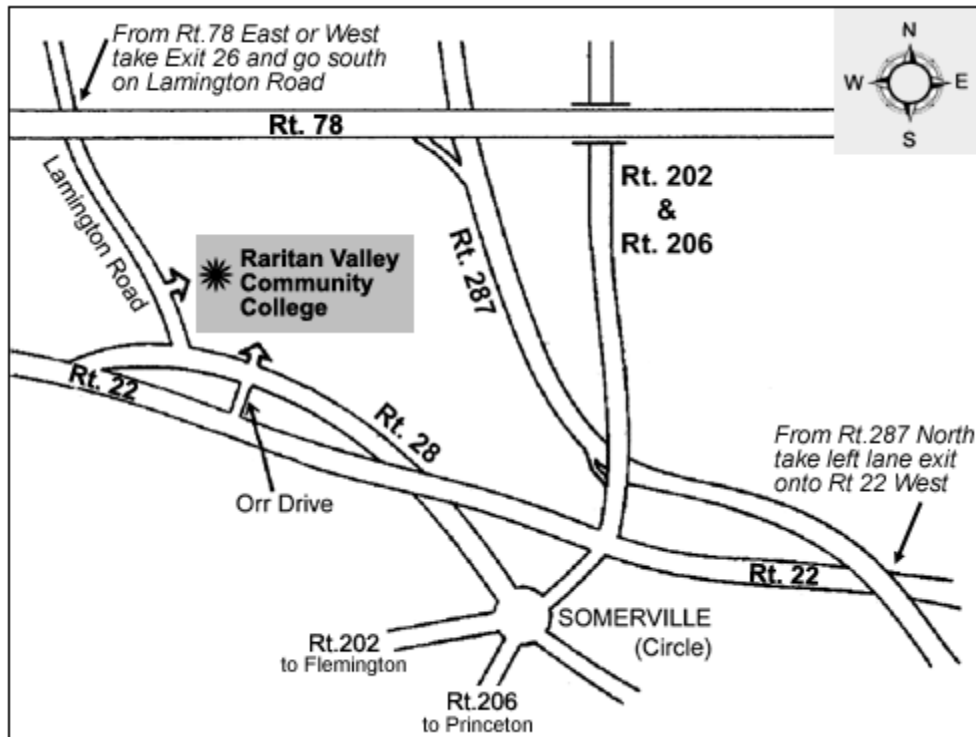 From Rt.78 East or West
take Exit 26 and go south
on Lamington Road
N
W
E
S
Rt. 78
Rt. 202
&
Rt. 206
Lamington Road
Raritan Valley
Community
College
Rt. 287
Rt. 22
Rt. 28
Orr Drive
From Rt.287 North
take left lane exit
onto Rt 22 West
Rt. 22
SOMERVILLE
(Circle)
Rt.202
to Flemington
Rt.206
to Princeton